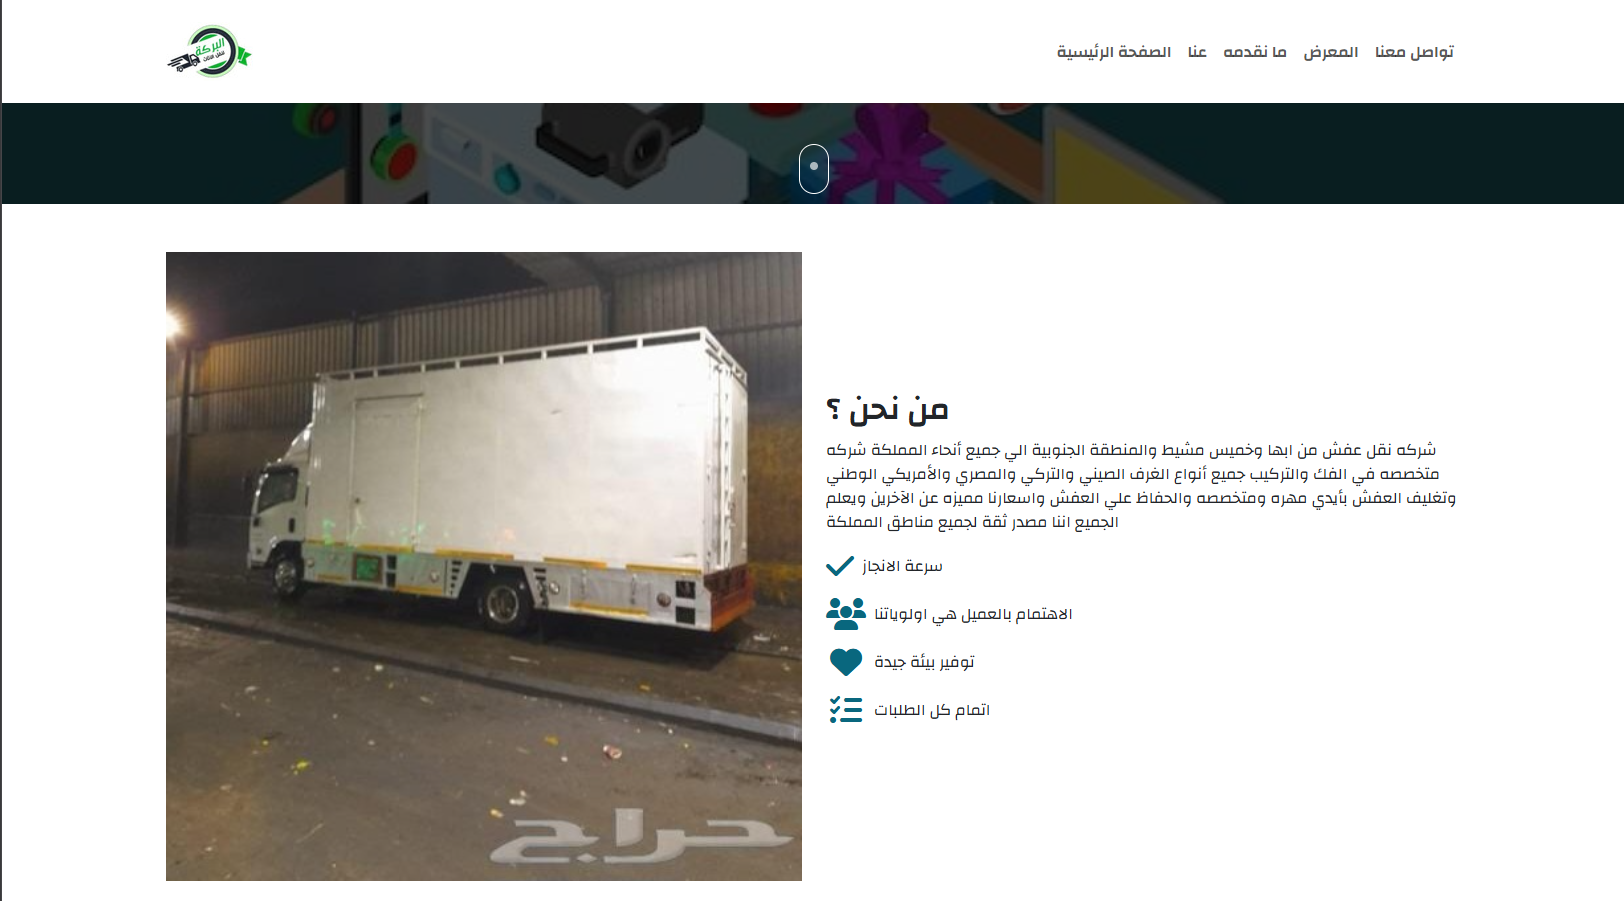 البركة
لنقل الاثاث
الصفحة الرئيسية
عنا
ما نقدمه
المعرض
تواصل معنا
من نحن ؟
شركه نقل عفش من ابها وخميس مشيط والمنطقة الجنوبية الي جميع أنحاء المملكة شركه
متخصصه في الفك والتركيب جميع أنواع الغرف الصيني والتركي والمصري والأمريكي الوطني
وتغليف العفش بأيدي مهره ومتخصصه والحفاظ علي العفش واسعارنا مميزه عن الآخرين ويعلم
الجميع اننا مصدر ثقة لجميع مناطق المملكة
سرعة الانجاز
الاهتمام بالعميل هي اولوياتنا
توفير بيئة جيدة
اتمام كل الطلبات
حراج